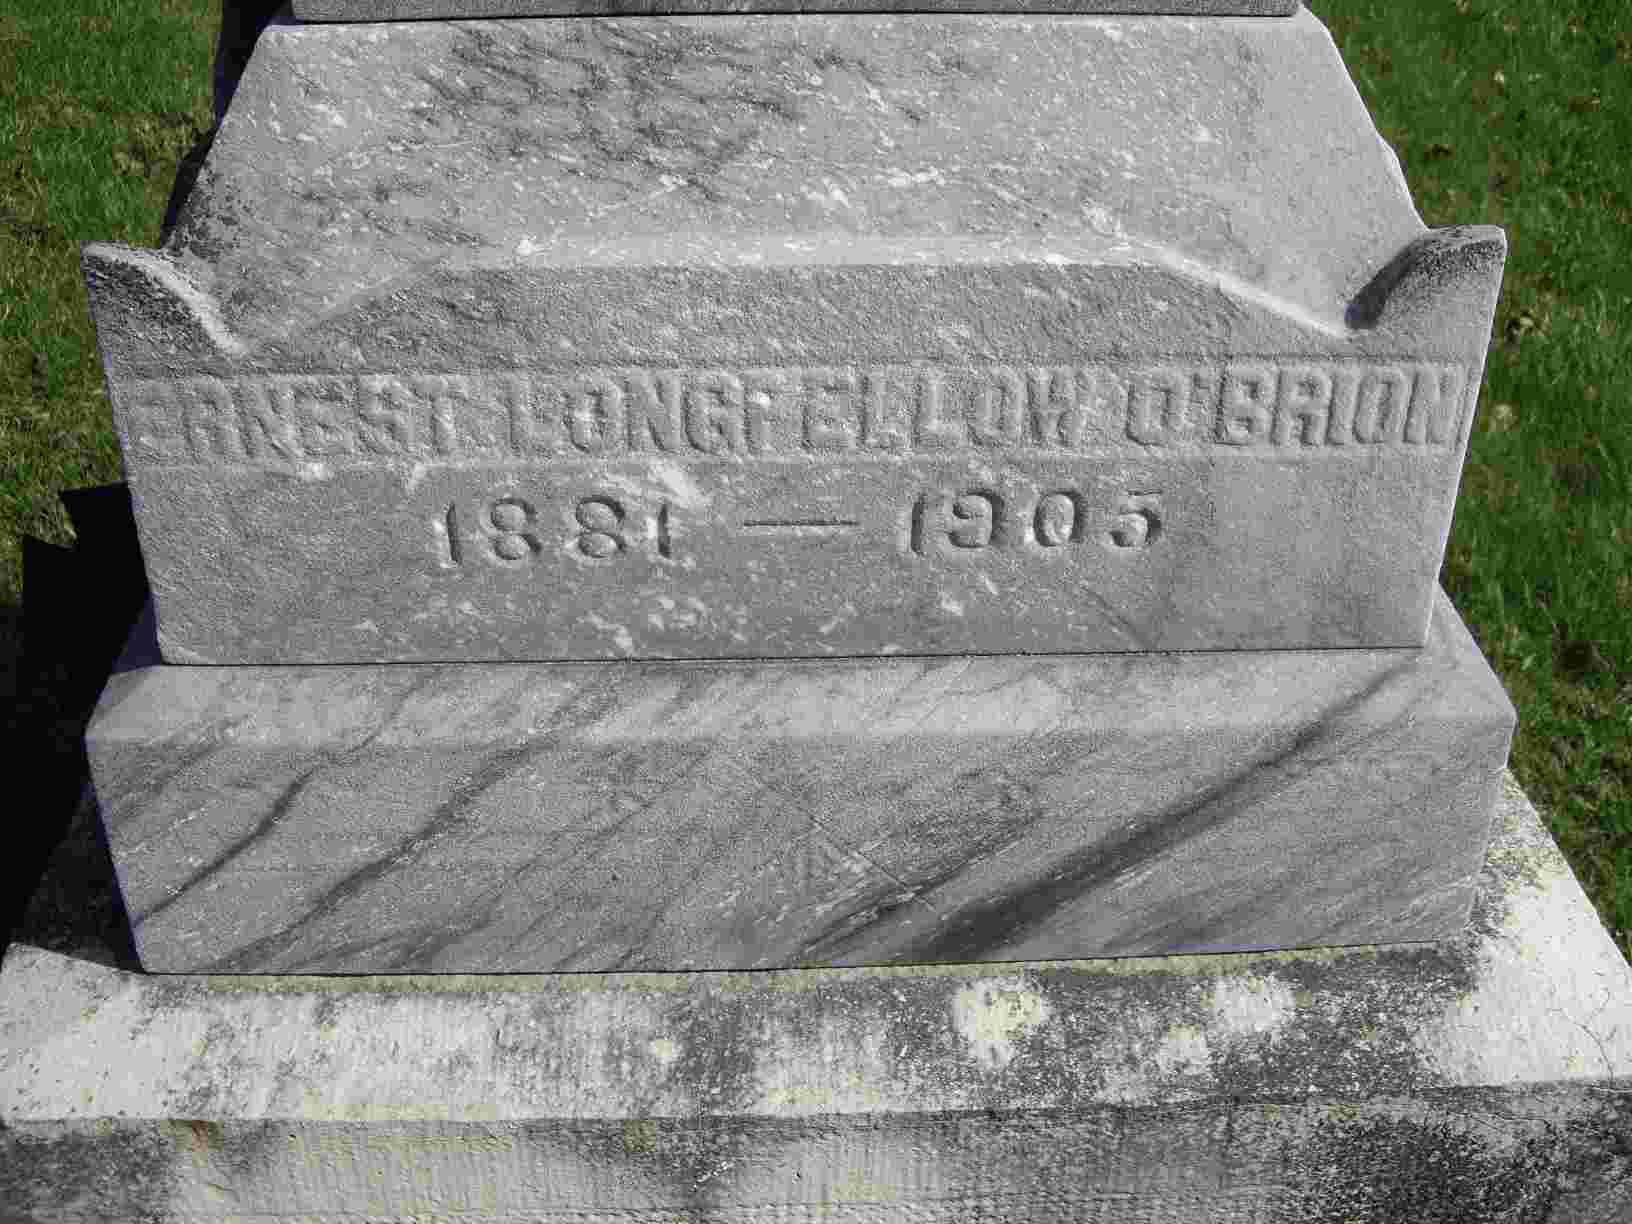 ERNEST LONGFELLOW O'BRION
1881 — 1905